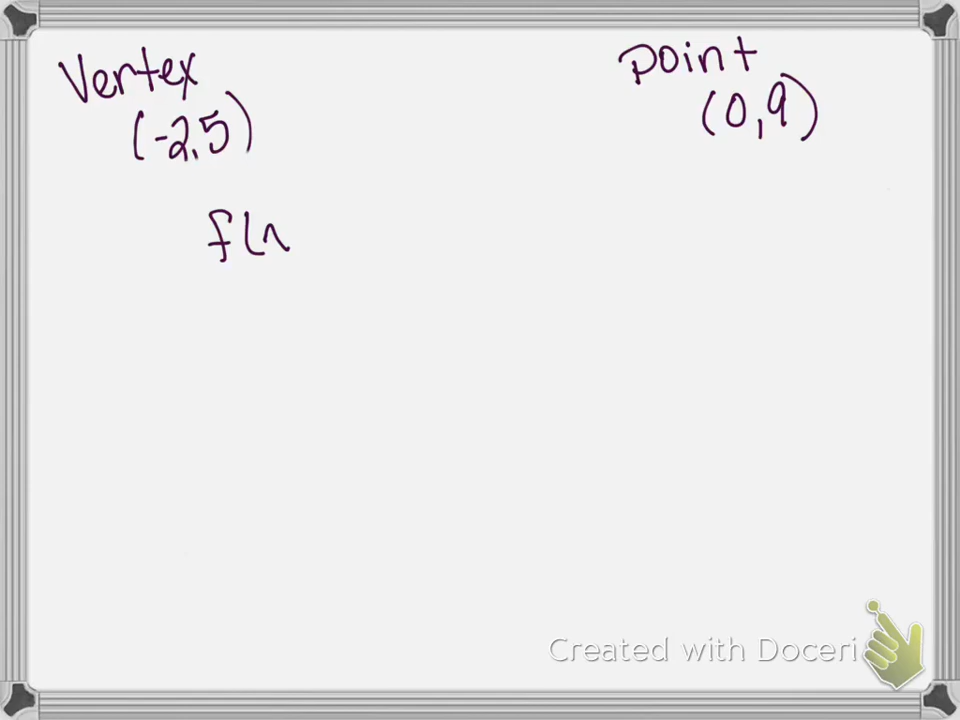 Vertex
(-2,5)
point
(0,9)
f(
Created with Doceri